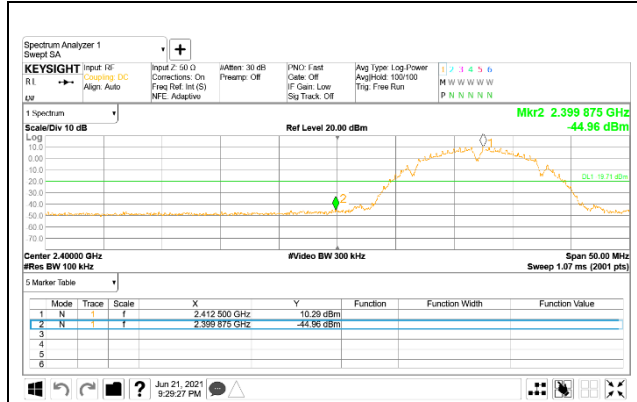 Spectrum Analyzer 1
Swept SA
KEYSIGHT Input: RF Input Z: 50 Ω #Atten: 30 dB PNO: Fast Avg Type: Log-Power 1 2 3 4 5 6
RL Coupling: DC Corrections: On Preamp: Off Gate: Off Avg|Hold: 100/100 M W W W W W
Align: Auto Freq Ref: Int (S) IF Gain: Low Trig: Free Run
NFE: Adaptive Sig Track: Off P N N N N N
1 Spectrum Mkr2 2.399 875 GHz
Scale/Div 10 dB Ref Level 20.00 dBm -44.96 dBm
Log
10.0
0.00
10.0
20.0
30.0
40.0
50.0
60.0
70.0
1
2
Center 2.40000 GHz #Video BW 300 kHz Span 50.00 MHz
#Res BW 100 kHz Sweep 1.07 ms (2001 pts)
5 Marker Table
Mode Trace Scale X Y Function Function Width Function Value
1 N 1 f 2.412 500 GHz 10.29 dBm
2 N 1 f 2.399 875 GHz -44.96 dBm
3
4
5
6
? Jun 21, 2021
9:29:27 PM